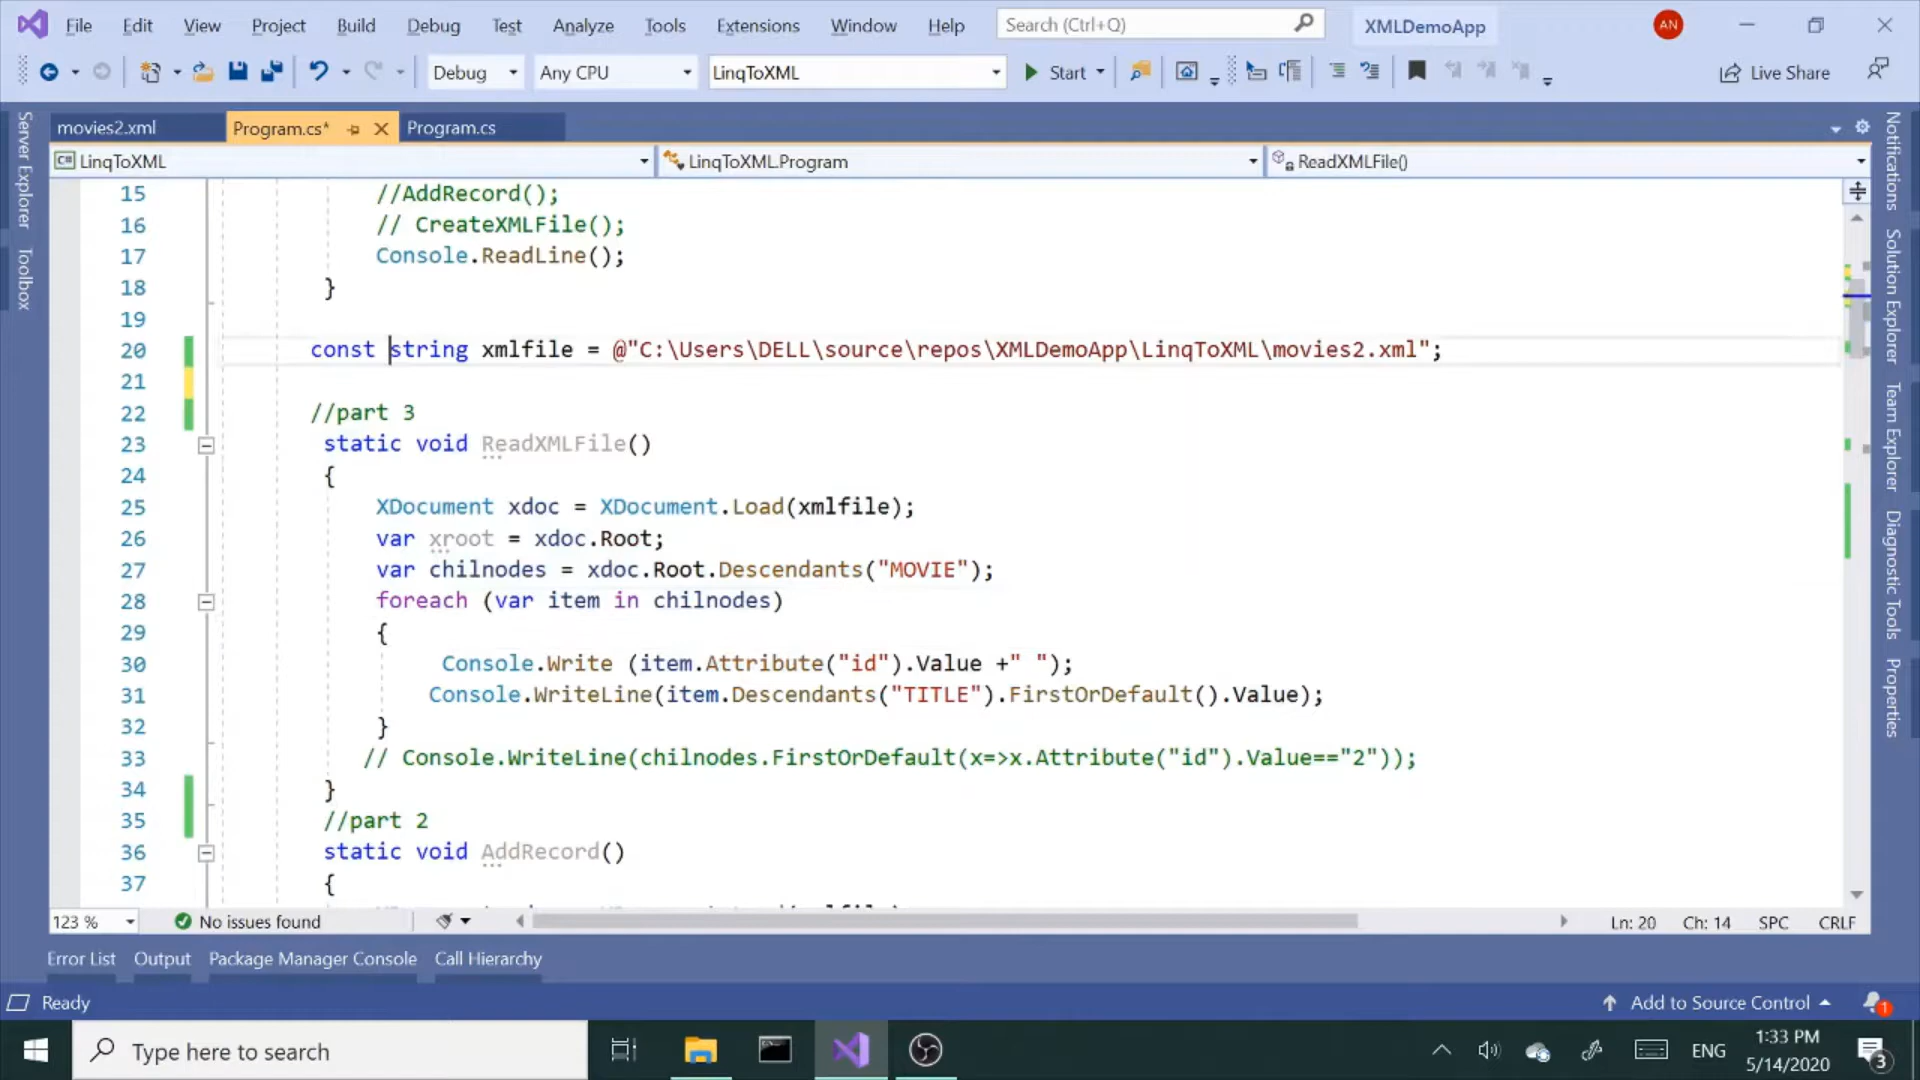 File Edit View Project Build Debug Test Analyze Tools Extensions Window Help Search (Ctrl+Q) XMLDemoApp AN
Debug Any CPU LinqToXML Start Live Share
movies2.xml Program.cs* Program.cs
LinqToXML LinqToXML.Program ReadXMLFile()
Server Explorer
Toolbox
15 //AddRecord();
16 // CreateXMLFile();
17 Console.ReadLine();
18 }
19
20 const string xmlfile = @"C:\Users\DELL\source\repos\XMLDemoApp\LinqToXML\movies2.xml";
21
22 //part 3
23 static void ReadXMLFile()
24 {
25 XDocument xdoc = XDocument.Load(xmlfile);
26 var xroot = xdoc.Root;
27 var chilnodes = xdoc.Root.Descendants("MOVIE");
28 foreach (var item in chilnodes)
29 {
30 Console.Write (item.Attribute("id").Value +" ");
31 Console.WriteLine(item.Descendants("TITLE").FirstOrDefault().Value);
32 }
33 // Console.WriteLine(chilnodes.FirstOrDefault(x=>x.Attribute("id").Value=="2"));
34 }
35 //part 2
36 static void AddRecord()
37 {
Notifications
Solution Explorer
Team Explorer
Diagnostic Tools
Properties
123 % No issues found Ln: 20 Ch: 14 SPC CRLF
Error List Output Package Manager Console Call Hierarchy
Ready Add to Source Control 1
Type here to search ENG 1:33 PM
5/14/2020 3